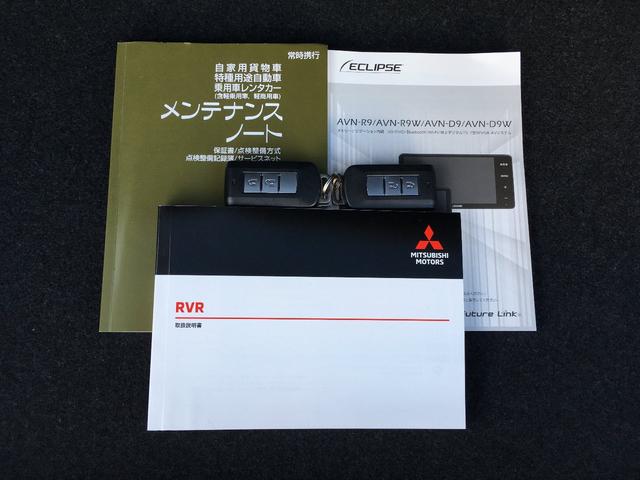 常時携行
自家用貨物車
特種用途自動車
乗用車レンタカー
(含軽乗用車、軽商用車)
メンテナンス
ノート
保証書/点検整備方式
点検整備記録簿/サービスネット
ECLIPSE
AVN-R9/AVN-R9W/AVN-D9/AVN-D9W
MITSUBISHI
MOTORS
RVR
取扱説明書
Future Link